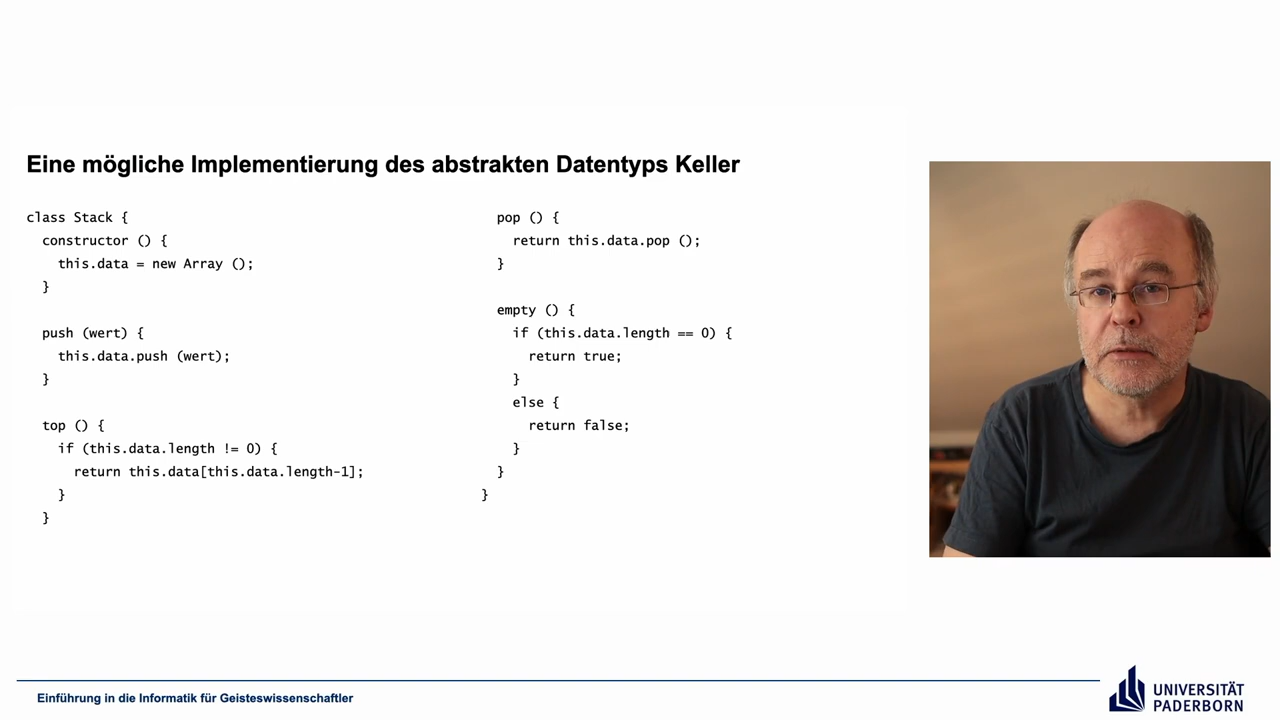 Eine mögliche Implementierung des abstrakten Datentyps Keller
class Stack {
constructor () {
this.data = new Array ();
}
push (wert) {
this.data.push (wert);
}
top () {
if (this.data.length != 0) {
return this.data[this.data.length-1];
}
}
pop () {
return this.data.pop ();
}
empty () {
if (this.data.length == 0) {
return true;
}
else {
return false;
}
}
}
Einführung in die Informatik für Geisteswissenschaftler
UNIVERSITÄT
PADERBORN